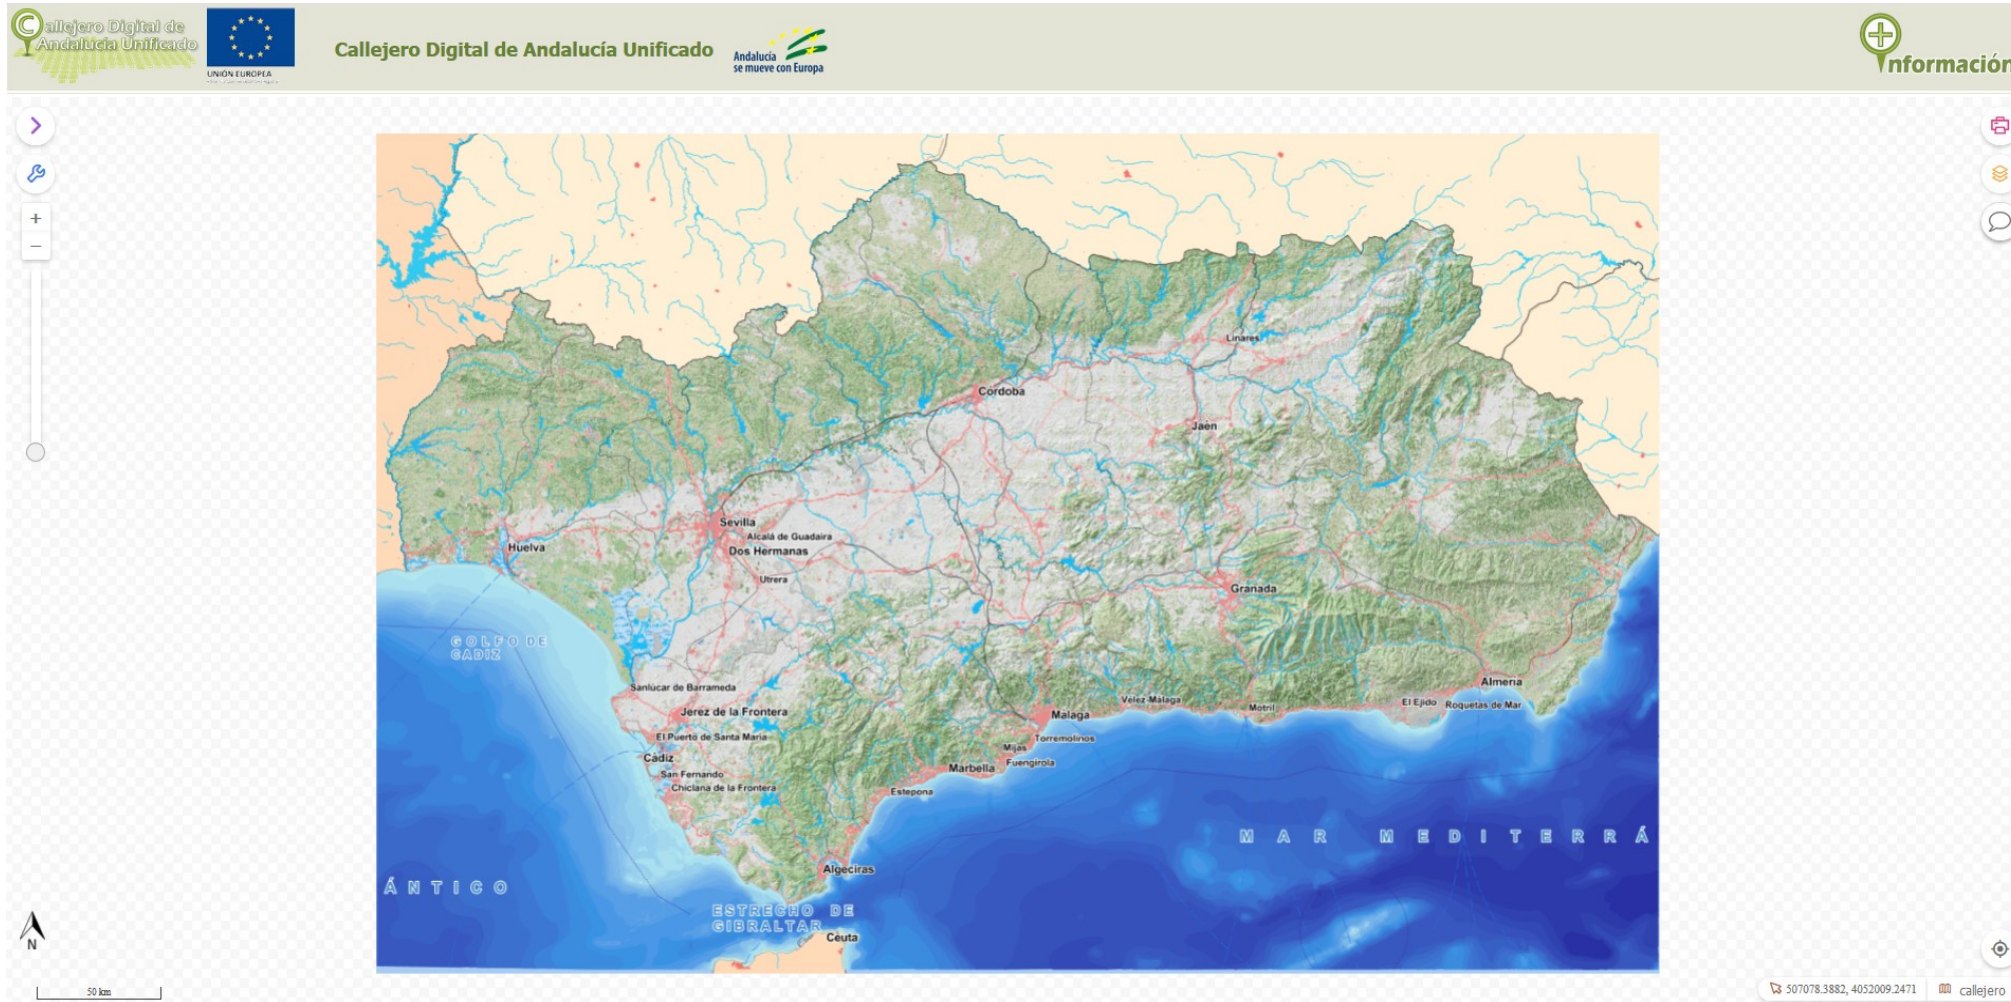 Callejero Digital de
Andalucía Unificado
UNIÓN EUROPEA
Callejero Digital de Andalucía Unificado
Andalucía
se mueve con Europa
Información
Linares
Córdoba
Jaén
Sevilla
Alcalá de Guadaira
Dos Hermanas
Huelva
Utrera
Granada
GOLFO DE
CADIZ
Sanlúcar de Barrameda
Almería
Jerez de la Frontera
Vélez-Málaga
Motril
El Ejido
Roquetas de Mar
Málaga
El Puerto de Santa María
Torremolinos
Mijas
Cádiz
Fuengirola
Marbella
San Fernando
Chiclana de la Frontera
Estepona
MAR MEDITERRÁ
Algeciras
ÁNTICO
ESTRECHO DE
GIBRALTAR
Ceuta
N
50 km
507078.3882, 4052009.2471
callejero